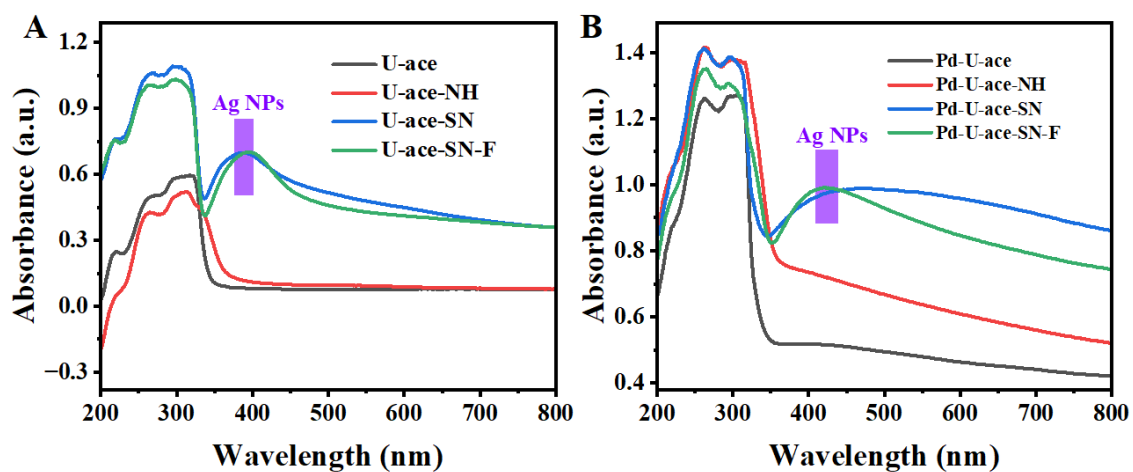 A
Absorbance (a.u.)
1.2
0.9
0.6
0.3
0.0
−0.3
U-ace
U-ace-NH
U-ace-SN
U-ace-SN-F
Ag NPs
200
300
400
500
600
700
800
Wavelength (nm)
B
Absorbance (a.u.)
1.4
1.2
1.0
0.8
0.6
0.4
Pd-U-ace
Pd-U-ace-NH
Pd-U-ace-SN
Pd-U-ace-SN-F
Ag NPs
200
300
400
500
600
700
800
Wavelength (nm)